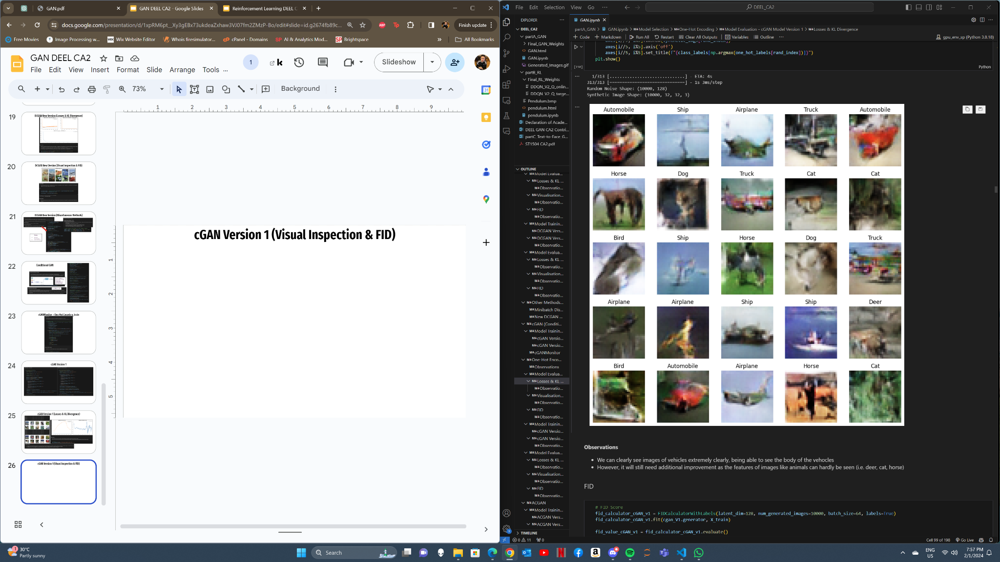 GAN.pdf
GAN DEEL CA2 - Google Slides
Reinforcement Learning DEEL C
docs.google.com/presentation/d/1xpRM6pt__Xy3gEBx73ukdeaZxhaw3VJ07fm2ZMzP-Bo/edit#slide=id.g2674fb89c...
Finish update
Free Movies
Image Processing w...
Wix Website Editor
Whois firesimulator...
cPanel - Domains
AI & Analytics Mod...
Brightspace
All Bookmarks
GAN DEEL CA2
File Edit View Insert Format Slide Arrange Tools ...
1
Slideshow
73%
Background
19
DCGAN New Version (Losses & KL Divergence)
20
DCGAN New Version (Visual Inspection & FID)
21
DCGAN New Version (Miscellaneous Methods)
22
Conditional GAN
23
cGANMonitor + One Hot Encode y_train
24
cGAN Version 1
25
cGAN Version 1 (Losses & KL Divergence)
26
cGAN Version 1 (Visual Inspection & FID)
1 2 3 4 5 6 7 8 9
1
2
3
4
5
cGAN Version 1 (Visual Inspection & FID)
File Edit Selection View Go ...
DEEL_CA2
EXPLORER
DEEL_CA2
partA_GAN
Final_GAN_Weights
GAN.html
GAN.ipynb
Generated_Images.gif
partB_RL
Final_RL_Weights
DDQN_V2_Q_onlin...
DDQN_V2_Q_targe...
Pendulum.bmp
pendulum.html
pendulum.ipynb
Declaration of Acade...
DEEL GAN CA2 Contri...
partC_Text-to-Face_G...
ST1504 CA2.pdf
OUTLINE
Model Evalua...
Losses & KL ...
Observatio...
Visualisation...
Observatio...
FID
Observatio...
Model Trainin...
DCGAN Vers...
DCGAN Vers...
Observatio...
Model Evalua...
Losses & KL ...
Observatio...
Visualisation...
Observatio...
FID
Observatio...
Other Methods...
Minibatch Dis...
New DCGAN ...
cGAN (Conditi...
Model Trainin...
cGAN Versio...
cGAN Versio...
cGANMonitor
One-Hot Enco...
Observations
Model Evalua...
Losses & KL ...
Observatio...
Visualisation...
Observatio...
FID
Observatio...
Model Trainin...
cGAN Versio...
cGAN Versio...
Observatio...
Model Evalua...
Losses & KL ...
Observatio...
Visualisation...
Observatio...
FID
Observatio...
ACGAN
Model Trainin...
ACGAN Vers...
ACGAN Vers...
TIMELINE
GAN.ipynb
partA_GAN > GAN.ipynb > Model Selection > One-Hot Encoding > Model Evaluation - cGAN Model Version 1 > Losses & KL Divergence
+ Code + Markdown Run All Restart Clear All Outputs Variables Outline ...
gpu_env_sp (Python 3.8.18)
axes[i//5, i%5].axis('off')
axes[i//5, i%5].set_title(f"{class_labels[np.argmax(one_hot_labels[rand_index])]}")
plt.show()
[150]
Python
1/313 [..............................] - ETA: 4s
313/313 [==============================] - 1s 3ms/step
Random Noise Shape: (10000, 128)
Synthetic Image Shape: (10000, 32, 32, 3)
Automobile Ship Airplane Truck Automobile
Horse Dog Truck Cat Cat
Bird Ship Horse Dog Truck
Airplane Airplane Ship Ship Deer
Bird Automobile Airplane Horse Cat
Observations
We can clearly see images of vehicles extremely clearly, being able to see the body of the vehocles
However, it will still need additional improvement as the features of images like animals can hardly be seen (i.e. deer, cat, horse)
FID
# FID Score
fid_calculator_cGAN_v1 = FIDCalculatorWithLabels(latent_dim=128, num_generated_images=10000, batch_size=64, labels=True)
fid_calculator_cGAN_v1.fit(cgan_V1.generator, X_train)
fid_value_cGAN_v1 = fid_calculator_cGAN_v1.evaluate()
0 11 0
Cell 99 of 198
Go Live
30°C
Partly sunny
Search
ENG
US
7:57 PM
2/1/2024